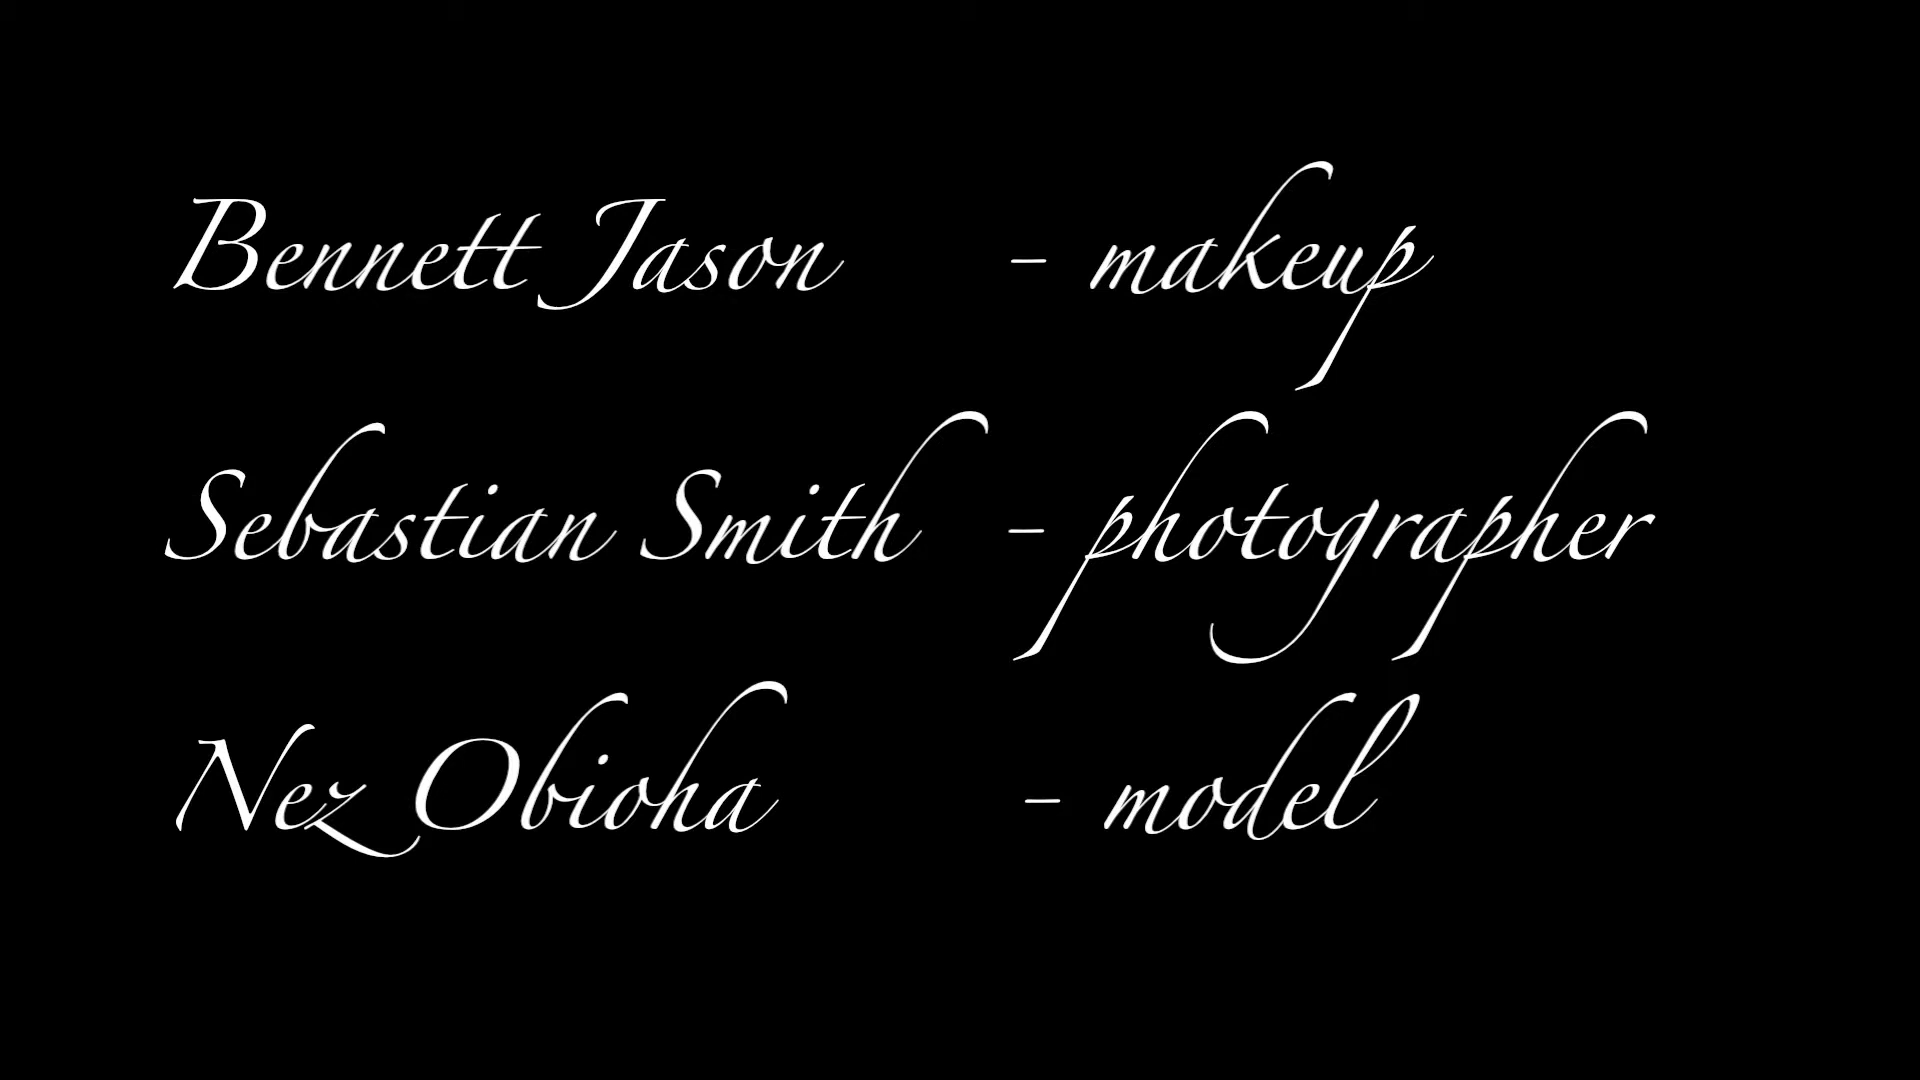 Bennett Jason - makeup
Sebastian Smith - photographer
Nez Obioha - model